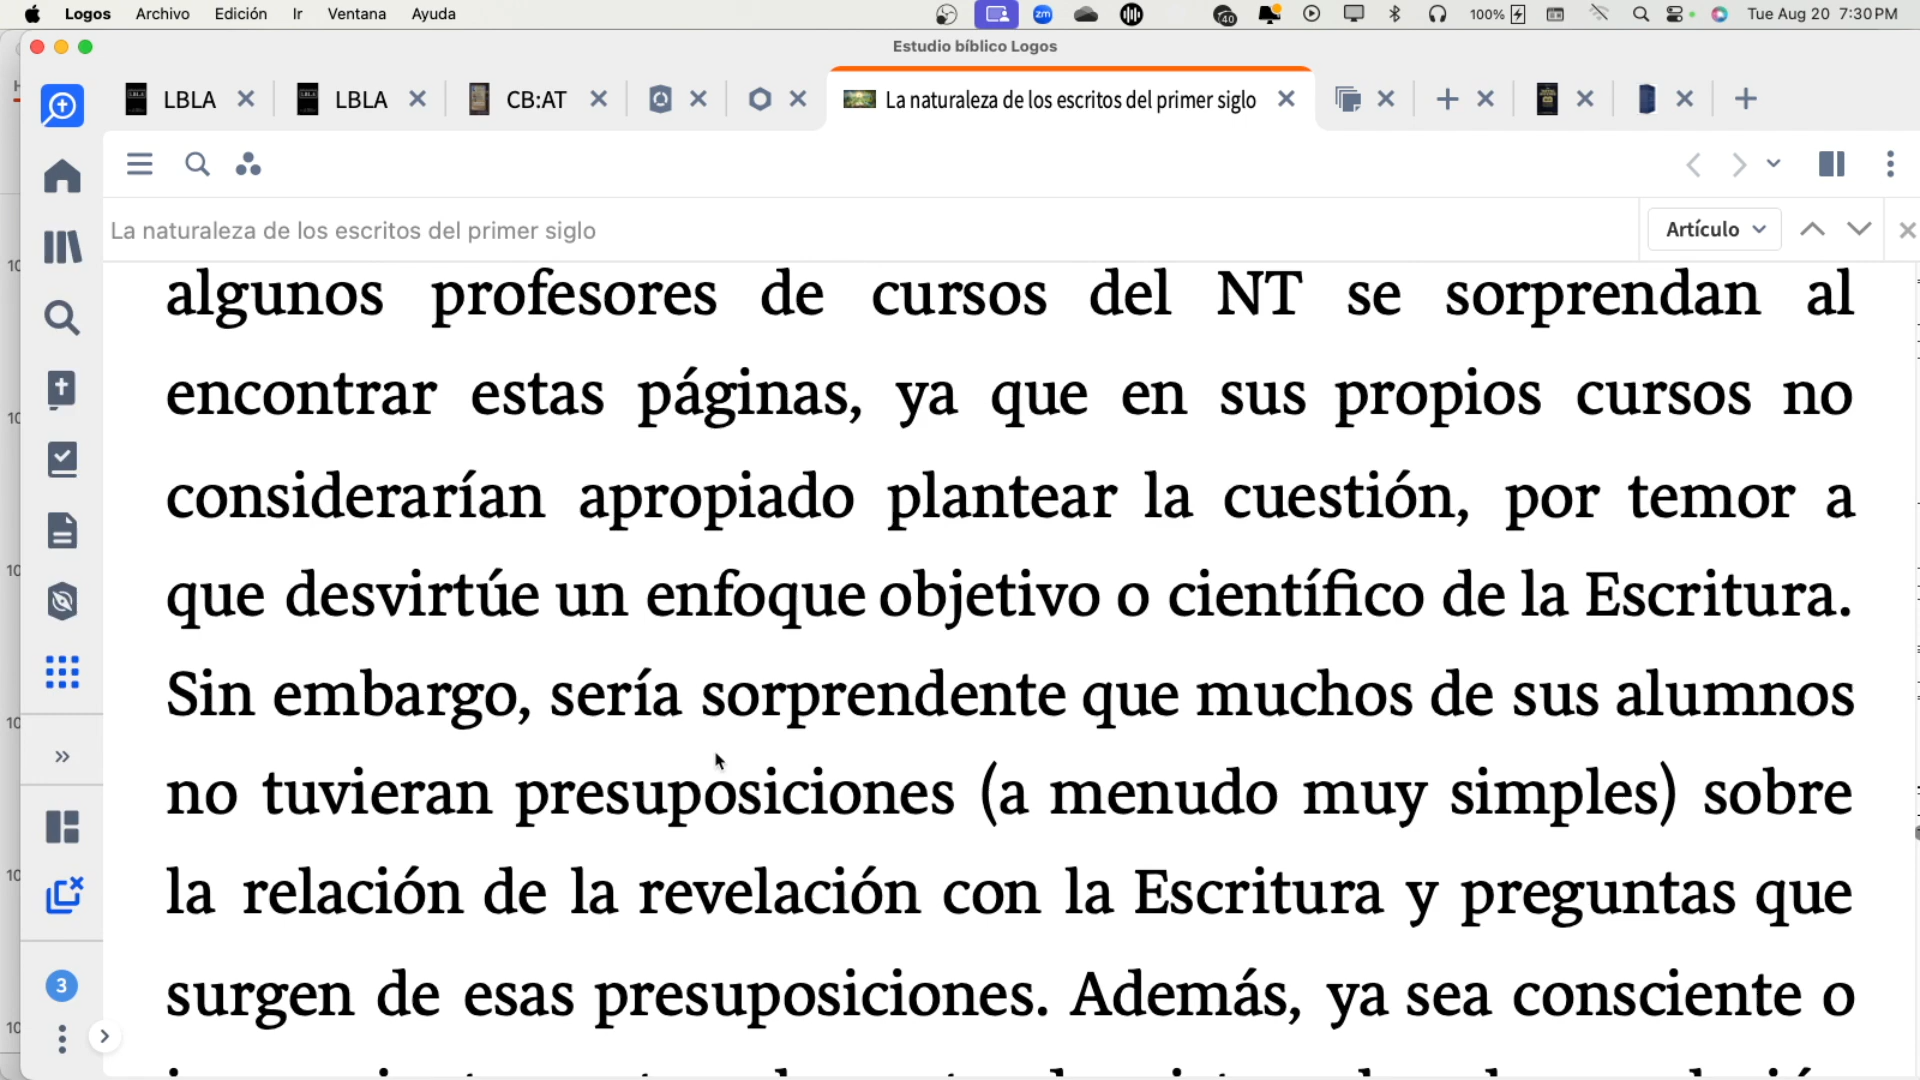 Logos Archivo Edición Ir Ventana Ayuda zm 40 100% Tue Aug 20 7:30 PM
Estudio bíblico Logos
LBLA LBLA CB:AT La naturaleza de los escritos del primer siglo
La naturaleza de los escritos del primer siglo Artículo
algunos profesores de cursos del NT se sorprendan al
encontrar estas páginas, ya que en sus propios cursos no
considerarían apropiado plantear la cuestión, por temor a
que desvirtúe un enfoque objetivo o científico de la Escritura.
Sin embargo, sería sorprendente que muchos de sus alumnos
no tuvieran presuposiciones (a menudo muy simples) sobre
la relación de la revelación con la Escritura y preguntas que
surgen de esas presuposiciones. Además, ya sea consciente o
3